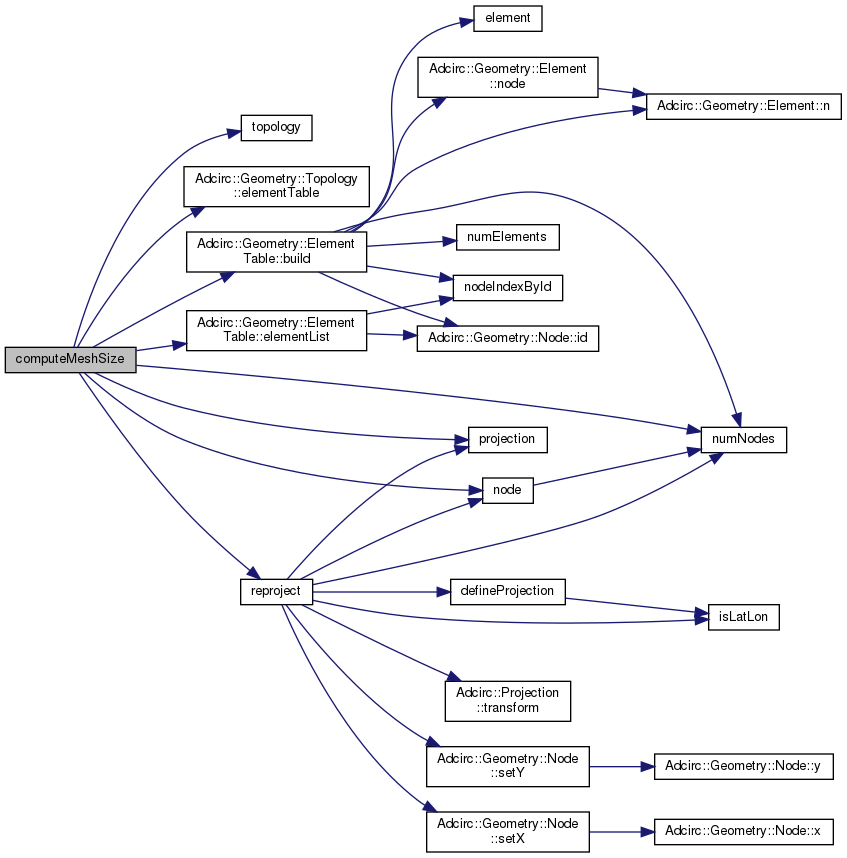 element
Adcirc::Geometry::Element
::node
Adcirc::Geometry::Element::n
topology
Adcirc::Geometry::Topology
::elementTable
Adcirc::Geometry::Element
Table::build
numElements
nodeIndexById
Adcirc::Geometry::Element
Table::elementList
Adcirc::Geometry::Node::id
computeMeshSize
projection
numNodes
node
reproject
defineProjection
isLatLon
Adcirc::Projection
::transform
Adcirc::Geometry::Node
::setY
Adcirc::Geometry::Node::y
Adcirc::Geometry::Node
::setX
Adcirc::Geometry::Node::x